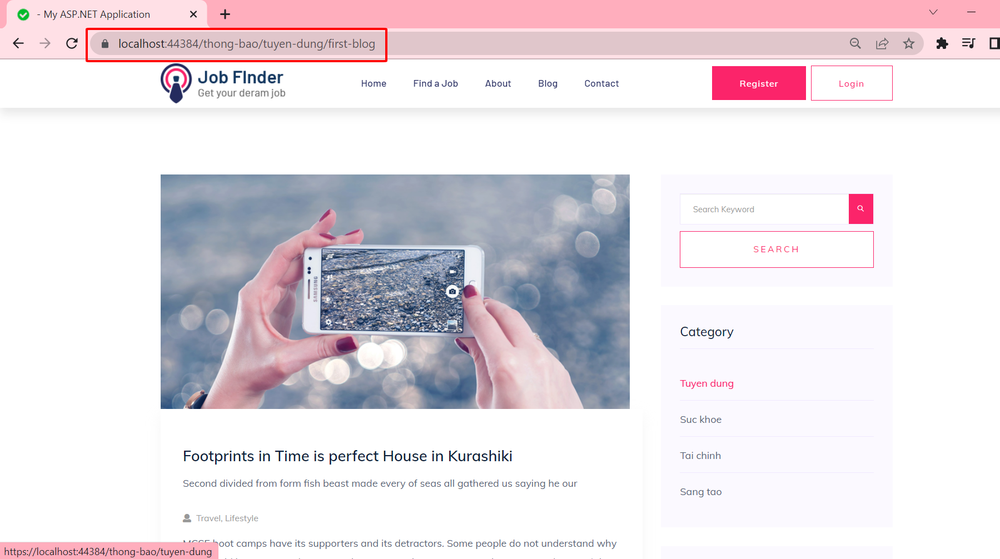 - My ASP.NET Application
localhost:44384/thong-bao/tuyen-dung/first-blog
Job FInder
Get your deram job
Home
Find a Job
About
Blog
Contact
Register
Login
SAMSUNG
Search Keyword
SEARCH
Category
Tuyen dung
Suc khoe
Tai chinh
Sang tao
Footprints in Time is perfect House in Kurashiki
Second divided from form fish beast made every of seas all gathered us saying he our
Travel, Lifestyle
MCSE boot camps have its supporters and its detractors. Some people do not understand why
https://localhost:44384/thong-bao/tuyen-dung